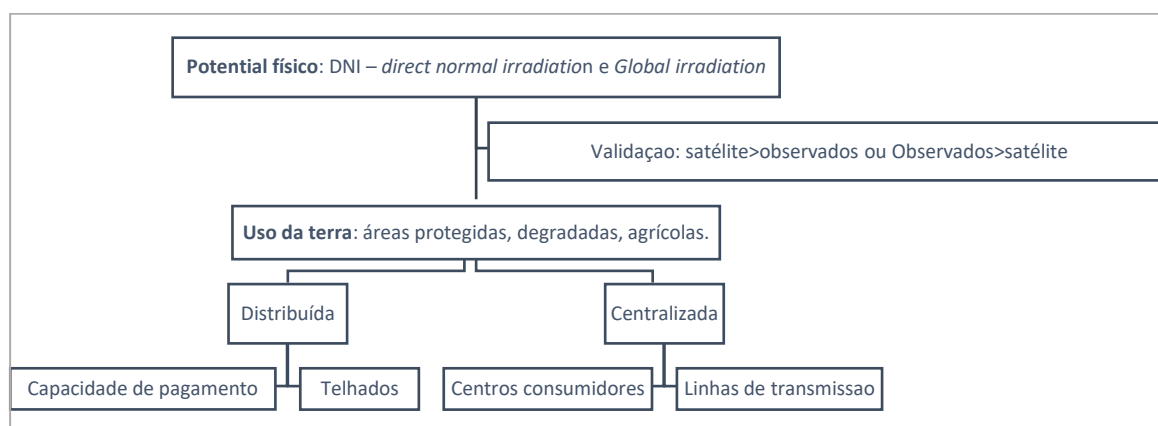 Potential físico: DNI – direct normal irradiation e Global irradiation
Validaçao: satélite>observados ou Observados>satélite
Uso da terra: áreas protegidas, degradadas, agrícolas.
Distribuída
Centralizada
Capacidade de pagamento
Telhados
Centros consumidores
Linhas de transmissao